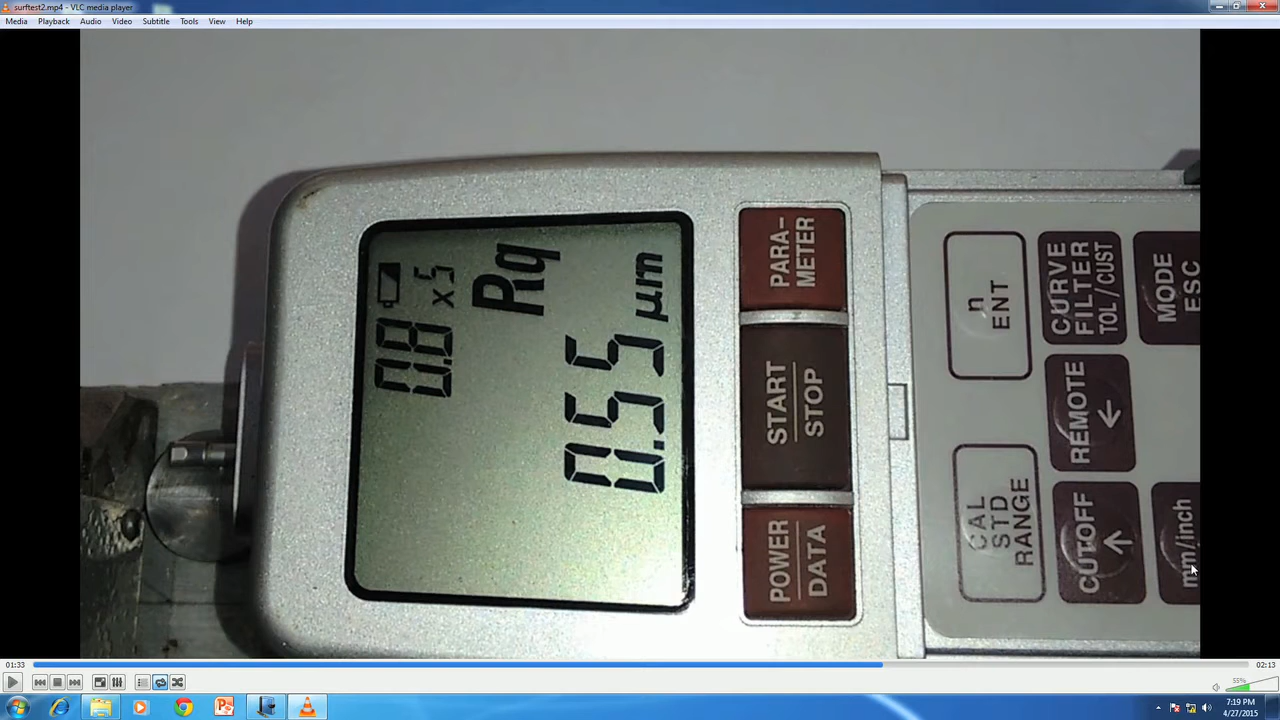 surftest2.mp4 - VLC media player
Media Playback Audio Video Subtitle Tools View Help
0.8 x 5
Rq
0.55 µm
PARA-
METER
START
STOP
POWER
DATA
n
ENT
CURVE
FILTER
TOL/CUST
MODE
ESC
REMOTE
←
CAL
STD
RANGE
CUTOFF
↑
mm/inch
01:33
02:13
55%
7:19 PM
4/27/2015